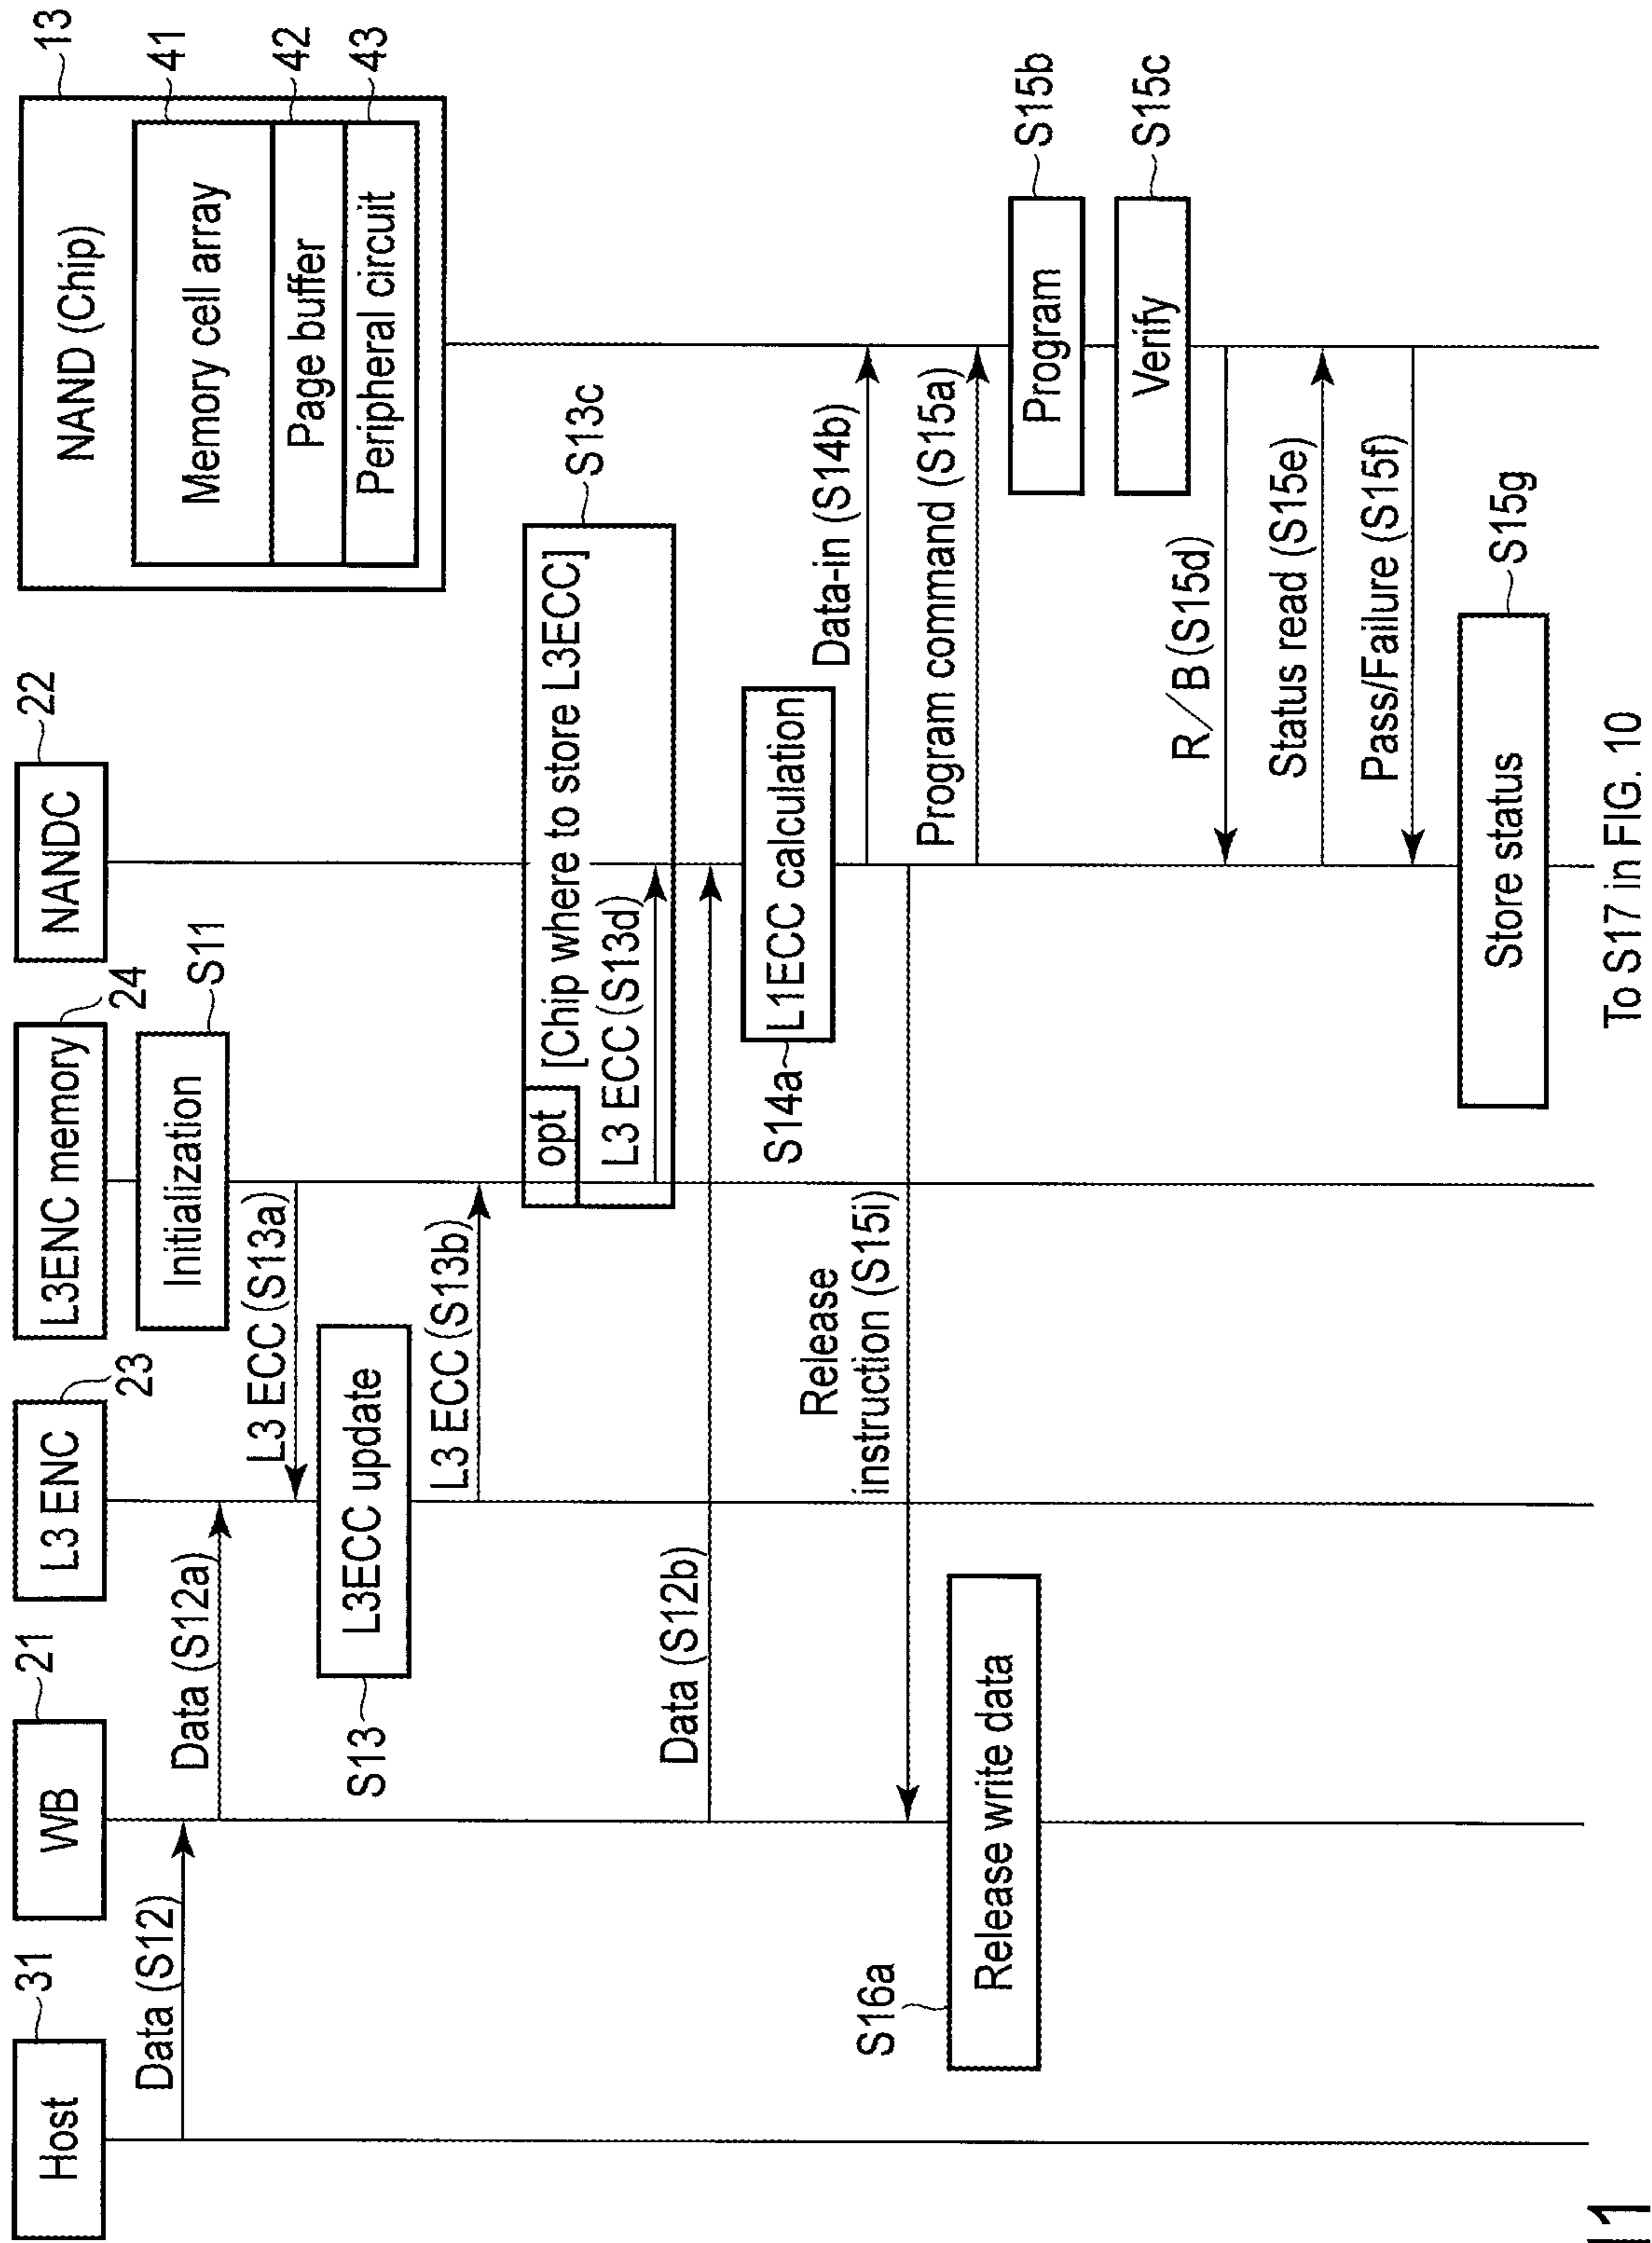 Host
31
WB
21
L3 ENC
23
L3ENC memory
24
NANDC
22
NAND (Chip)
13
Memory cell array
41
Page buffer
42
Peripheral circuit
43
Initialization
S11
Data (S12)
Data (S12a)
L3 ECC (S13a)
L3ECC update
S13
L3 ECC (S13b)
opt
[Chip where to store L3ECC]
S13c
L3 ECC (S13d)
Data (S12b)
L1ECC calculation
S14a
Data-in (S14b)
Release
instruction (S15i)
Program command (S15a)
S16a
Release write data
Program
S15b
Verify
S15c
R/B (S15d)
Status read (S15e)
Pass/Failure (S15f)
Store status
S15g
To S17 in FIG. 10